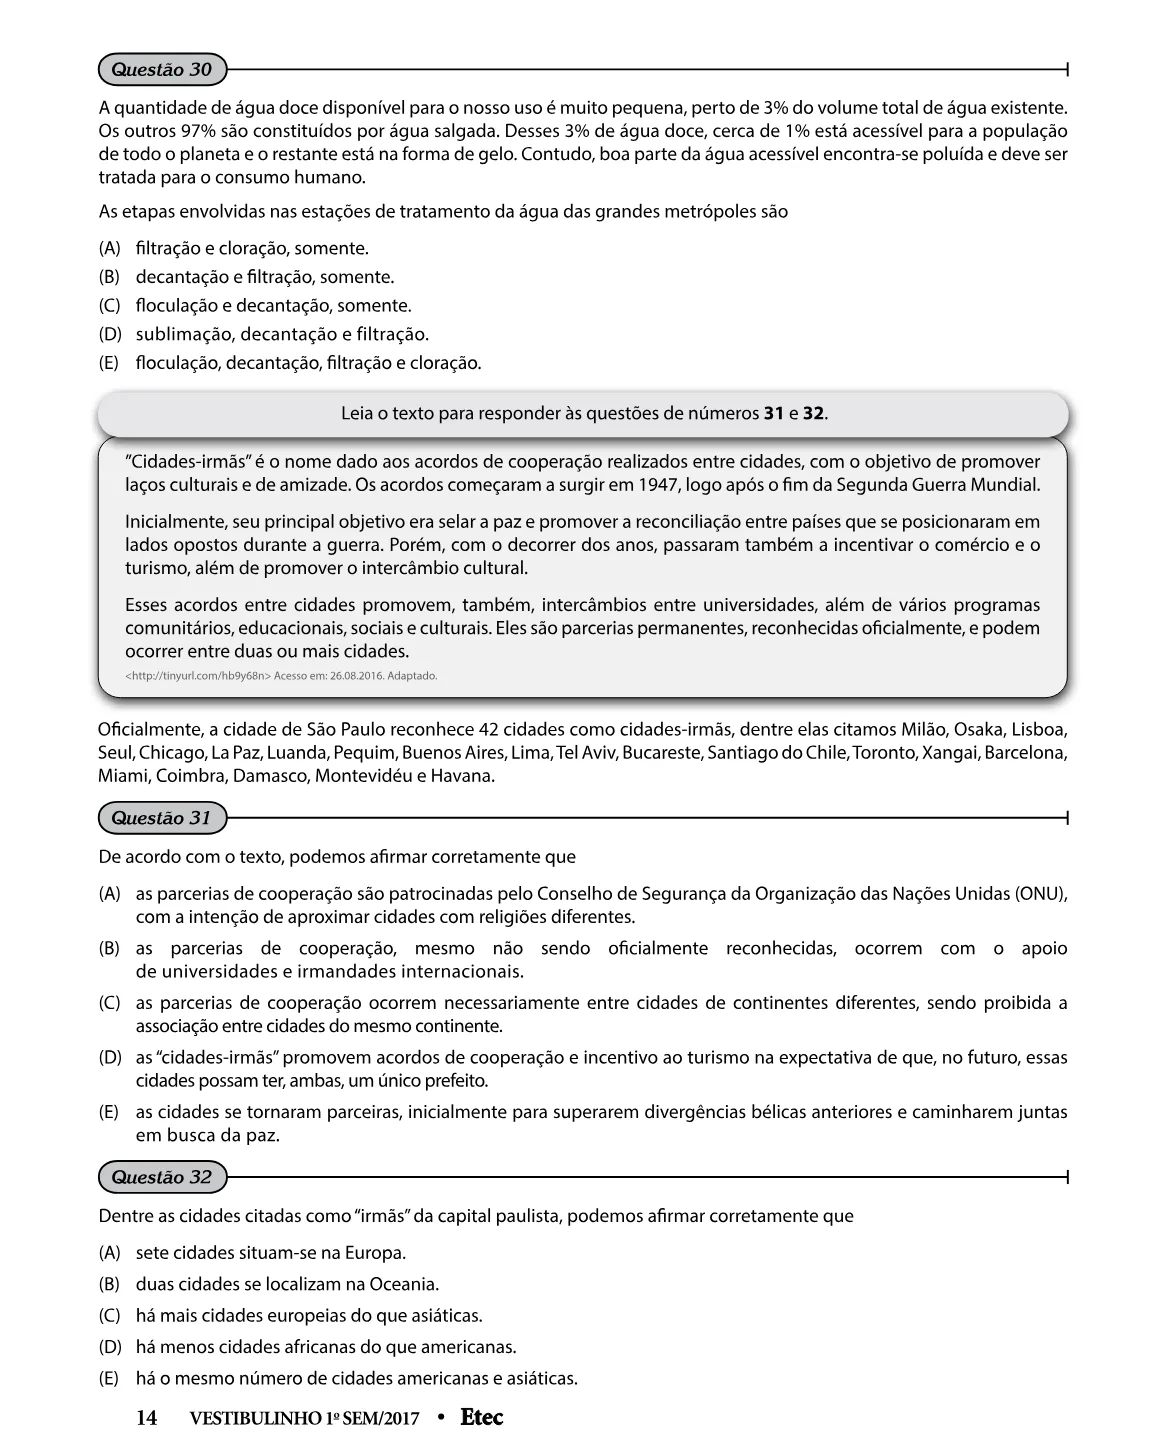 Questão 30
A quantidade de água doce disponível para o nosso uso é muito pequena, perto de 3% do volume total de água existente.
Os outros 97% são constituídos por água salgada. Desses 3% de água doce, cerca de 1% está acessível para a população
de todo o planeta e o restante está na forma de gelo. Contudo, boa parte da água acessível encontra-se poluída e deve ser
tratada para o consumo humano.
As etapas envolvidas nas estações de tratamento da água das grandes metrópoles são
(A) filtração e cloração, somente.
(B) decantação e filtração, somente.
(C) floculação e decantação, somente.
(D) sublimação, decantação e filtração.
(E) floculação, decantação, filtração e cloração.
Leia o texto para responder às questões de números 31 e 32.
"Cidades-irmãs" é o nome dado aos acordos de cooperação realizados entre cidades, com o objetivo de promover
laços culturais e de amizade. Os acordos começaram a surgir em 1947, logo após o fim da Segunda Guerra Mundial.
Inicialmente, seu principal objetivo era selar a paz e promover a reconciliação entre países que se posicionaram em
lados opostos durante a guerra. Porém, com o decorrer dos anos, passaram também a incentivar o comércio e o
turismo, além de promover o intercâmbio cultural.
Esses acordos entre cidades promovem, também, intercâmbios entre universidades, além de vários programas
comunitários, educacionais, sociais e culturais. Eles são parcerias permanentes, reconhecidas oficialmente, e podem
ocorrer entre duas ou mais cidades.
<http://tinyurl.com/hb9y68n> Acesso em: 26.08.2016. Adaptado.
Oficialmente, a cidade de São Paulo reconhece 42 cidades como cidades-irmãs, dentre elas citamos Milão, Osaka, Lisboa,
Seul, Chicago, La Paz, Luanda, Pequim, Buenos Aires, Lima, Tel Aviv, Bucareste, Santiago do Chile, Toronto, Xangai, Barcelona,
Miami, Coimbra, Damasco, Montevidéu e Havana.
Questão 31
De acordo com o texto, podemos afirmar corretamente que
(A) as parcerias de cooperação são patrocinadas pelo Conselho de Segurança da Organização das Nações Unidas (ONU),
com a intenção de aproximar cidades com religiões diferentes.
(B) as parcerias de cooperação, mesmo não sendo oficialmente reconhecidas, ocorrem com o apoio
de universidades e irmandades internacionais.
(C) as parcerias de cooperação ocorrem necessariamente entre cidades de continentes diferentes, sendo proibida a
associação entre cidades do mesmo continente.
(D) as "cidades-irmãs" promovem acordos de cooperação e incentivo ao turismo na expectativa de que, no futuro, essas
cidades possam ter, ambas, um único prefeito.
(E) as cidades se tornaram parceiras, inicialmente para superarem divergências bélicas anteriores e caminharem juntas
em busca da paz.
Questão 32
Dentre as cidades citadas como "irmãs" da capital paulista, podemos afirmar corretamente que
(A) sete cidades situam-se na Europa.
(B) duas cidades se localizam na Oceania.
(C) há mais cidades europeias do que asiáticas.
(D) há menos cidades africanas do que americanas.
(E) há o mesmo número de cidades americanas e asiáticas.
14 VESTIBULINHO 1º SEM/2017 • Etec